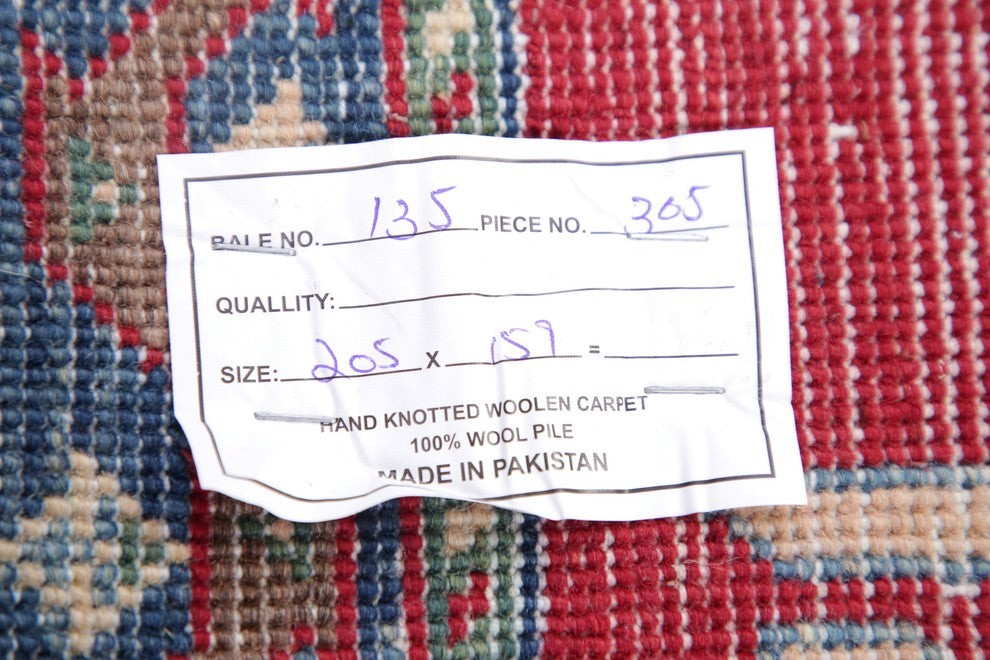 BALE NO. 135 PIECE NO. 305
QUALLITY:
SIZE: 205 X 157 =
HAND KNOTTED WOOLEN CARPET
100% WOOL PILE
MADE IN PAKISTAN